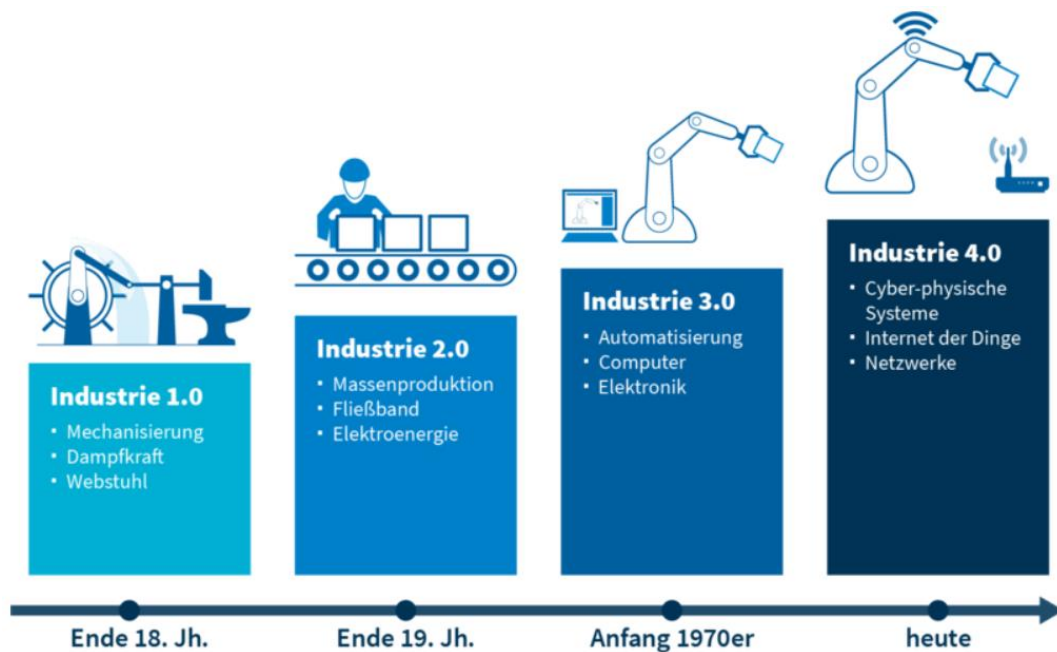 Industrie 1.0
▪ Mechanisierung
▪ Dampfkraft
▪ Webstuhl
Industrie 2.0
▪ Massenproduktion
▪ Fließband
▪ Elektroenergie
Industrie 3.0
▪ Automatisierung
▪ Computer
▪ Elektronik
Industrie 4.0
▪ Cyber-physische
Systeme
▪ Internet der Dinge
▪ Netzwerke
Ende 18. Jh.
Ende 19. Jh.
Anfang 1970er
heute